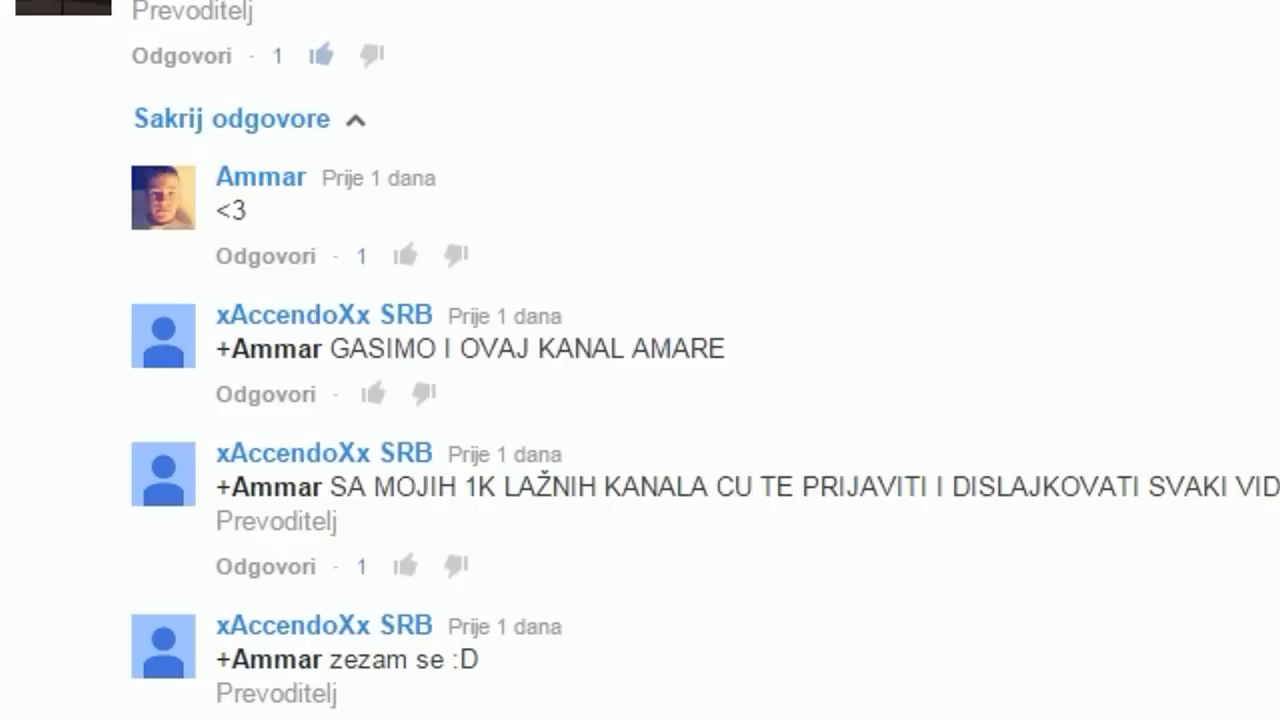 Prevoditelj
Odgovori · 1
Sakrij odgovore
Ammar Prije 1 dana
<3
Odgovori · 1
xAccendoXx SRB Prije 1 dana
+Ammar GASIMO I OVAJ KANAL AMARE
Odgovori ·
xAccendoXx SRB Prije 1 dana
+Ammar SA MOJIH 1K LAŽNIH KANALA CU TE PRIJAVITI I DISLAJKOVATI SVAKI VID
Prevoditelj
Odgovori · 1
xAccendoXx SRB Prije 1 dana
+Ammar zezam se :D
Prevoditelj